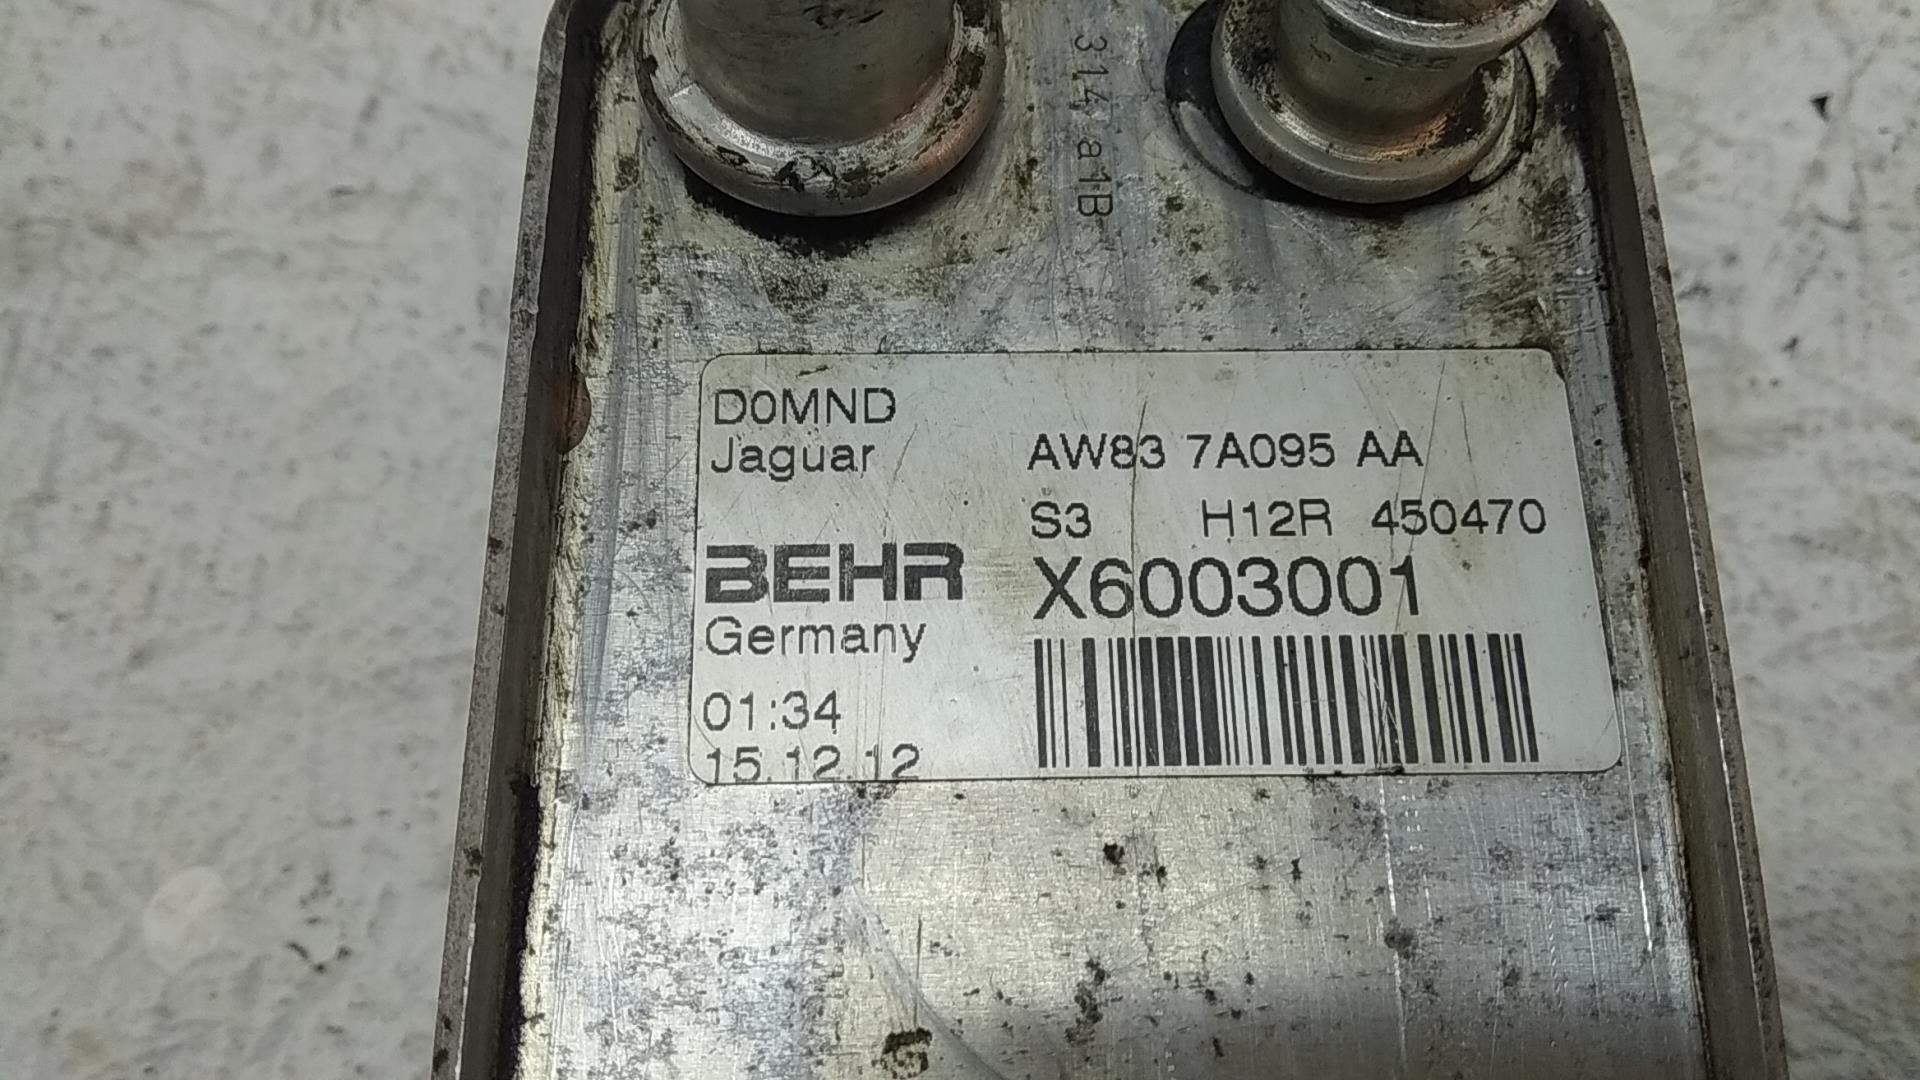 314 a1B
D0MND
Jaguar AW83 7A095 AA
S3 H12R 450470
BEHR X6003001
Germany
01:34
15.12.12